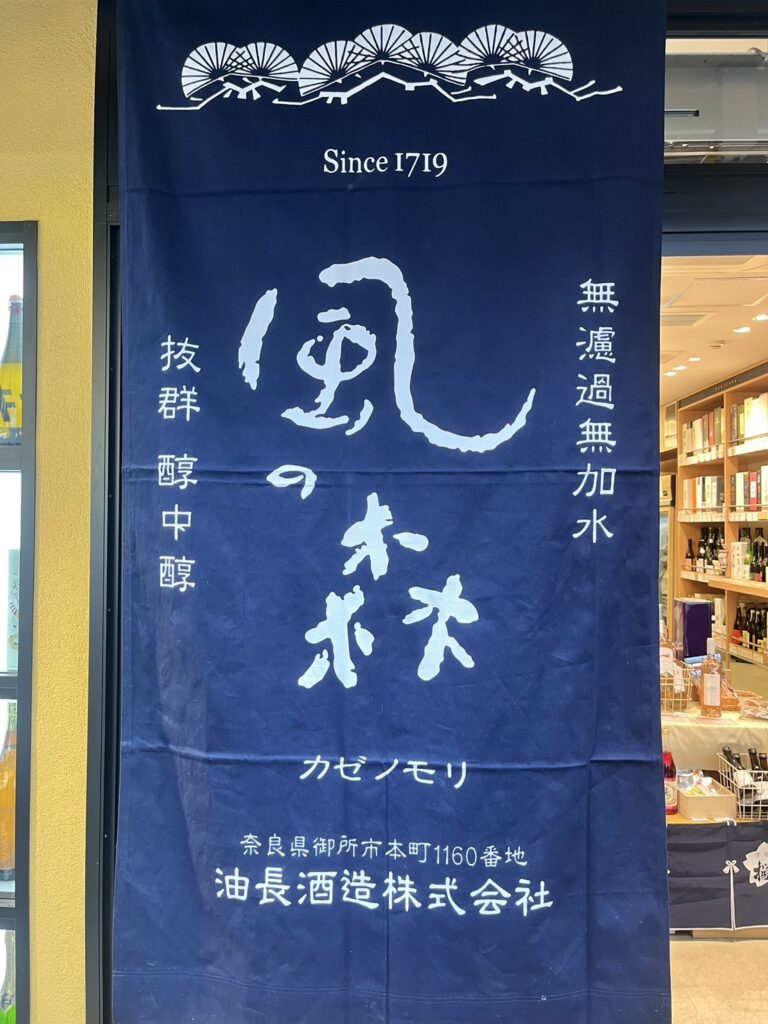 Since 1719
無濾過無加水
風の森
抜群 醇中醇
カゼノモリ
奈良県御所市本町1160番地
油長酒造株式会社